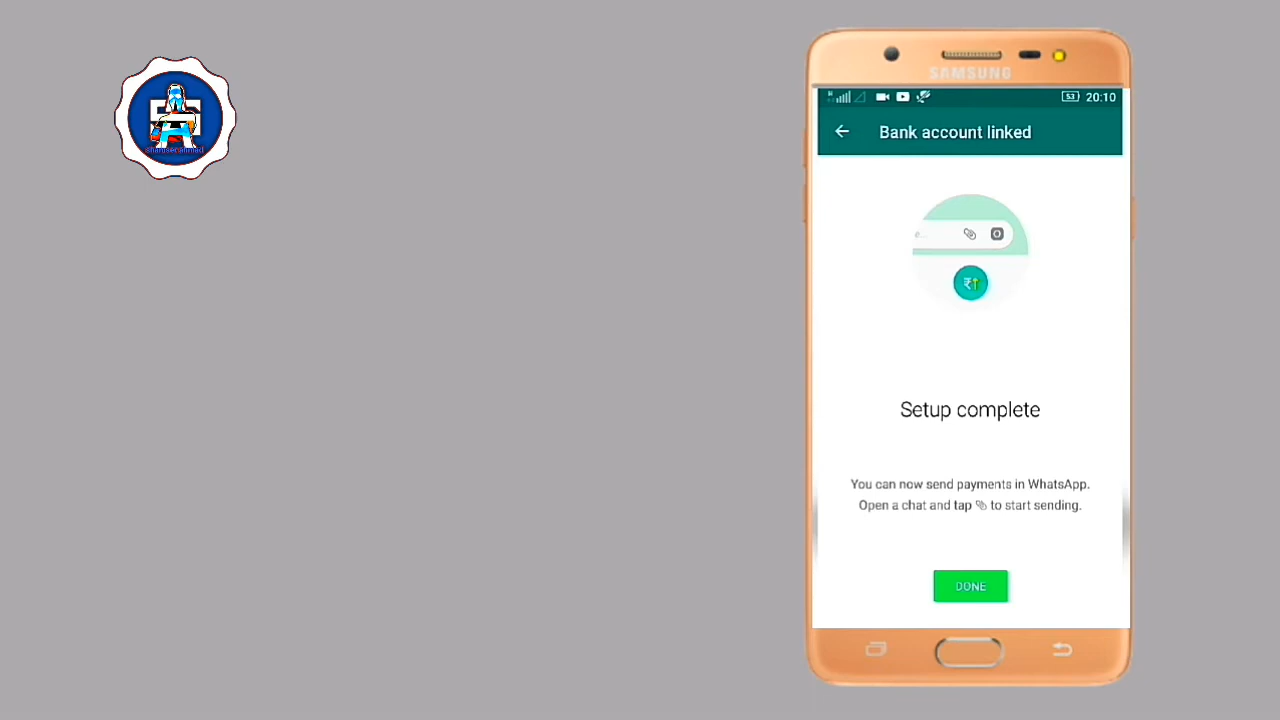 SAMSUNG
53 20:10
Bank account linked
e...
₹↑
Setup complete
You can now send payments in WhatsApp.
Open a chat and tap 📎 to start sending.
DONE